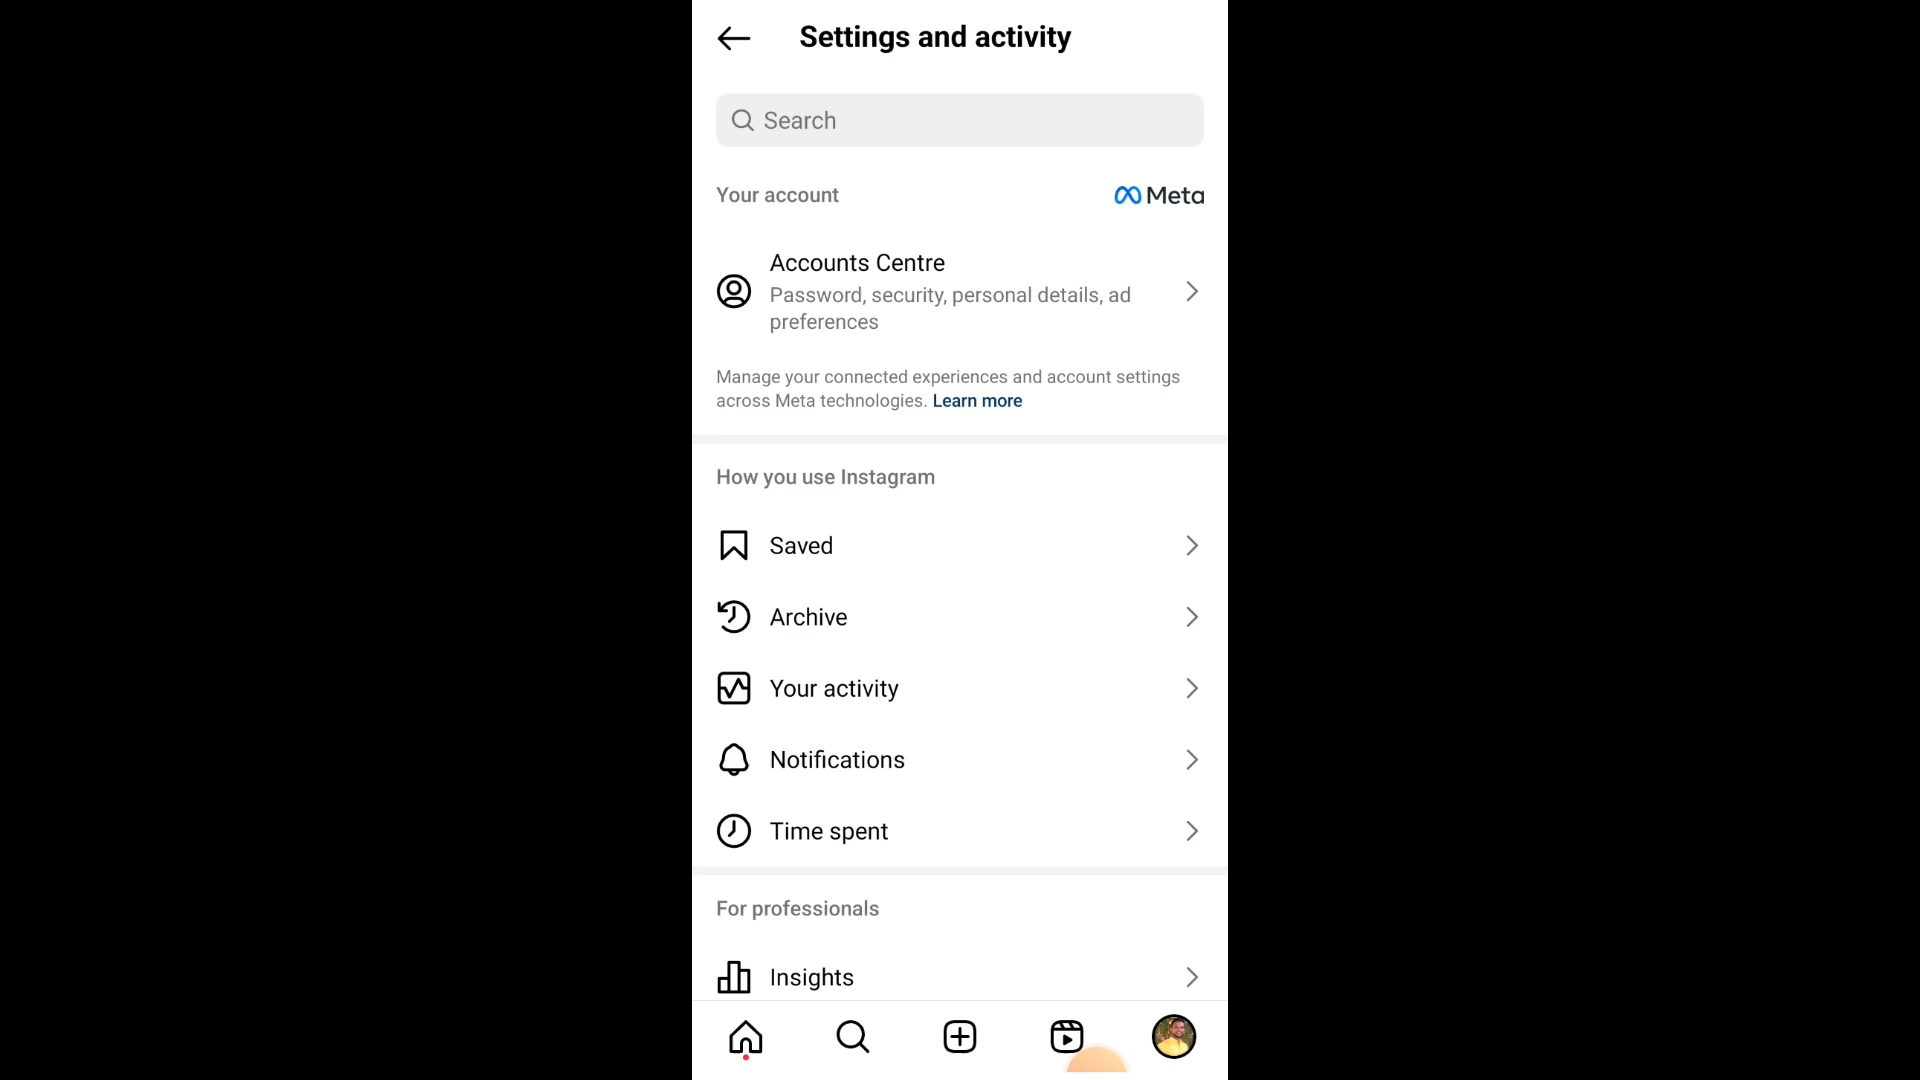 Settings and activity
Search
Your account
Meta
Accounts Centre
Password, security, personal details, ad
preferences
Manage your connected experiences and account settings
across Meta technologies. Learn more
How you use Instagram
Saved
Archive
Your activity
Notifications
Time spent
For professionals
Insights